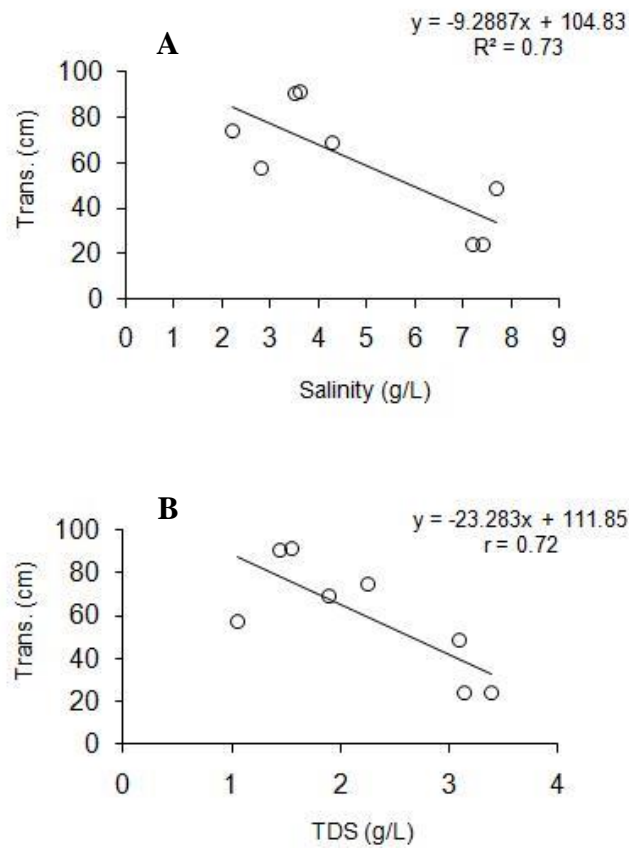 A
y = -9.2887x + 104.83
R² = 0.73
100
80
60
40
20
0
Trans. (cm)
0 1 2 3 4 5 6 7 8 9
Salinity (g/L)
B
y = -23.283x + 111.85
r = 0.72
100
80
60
40
20
0
Trans. (cm)
0 1 2 3 4
TDS (g/L)